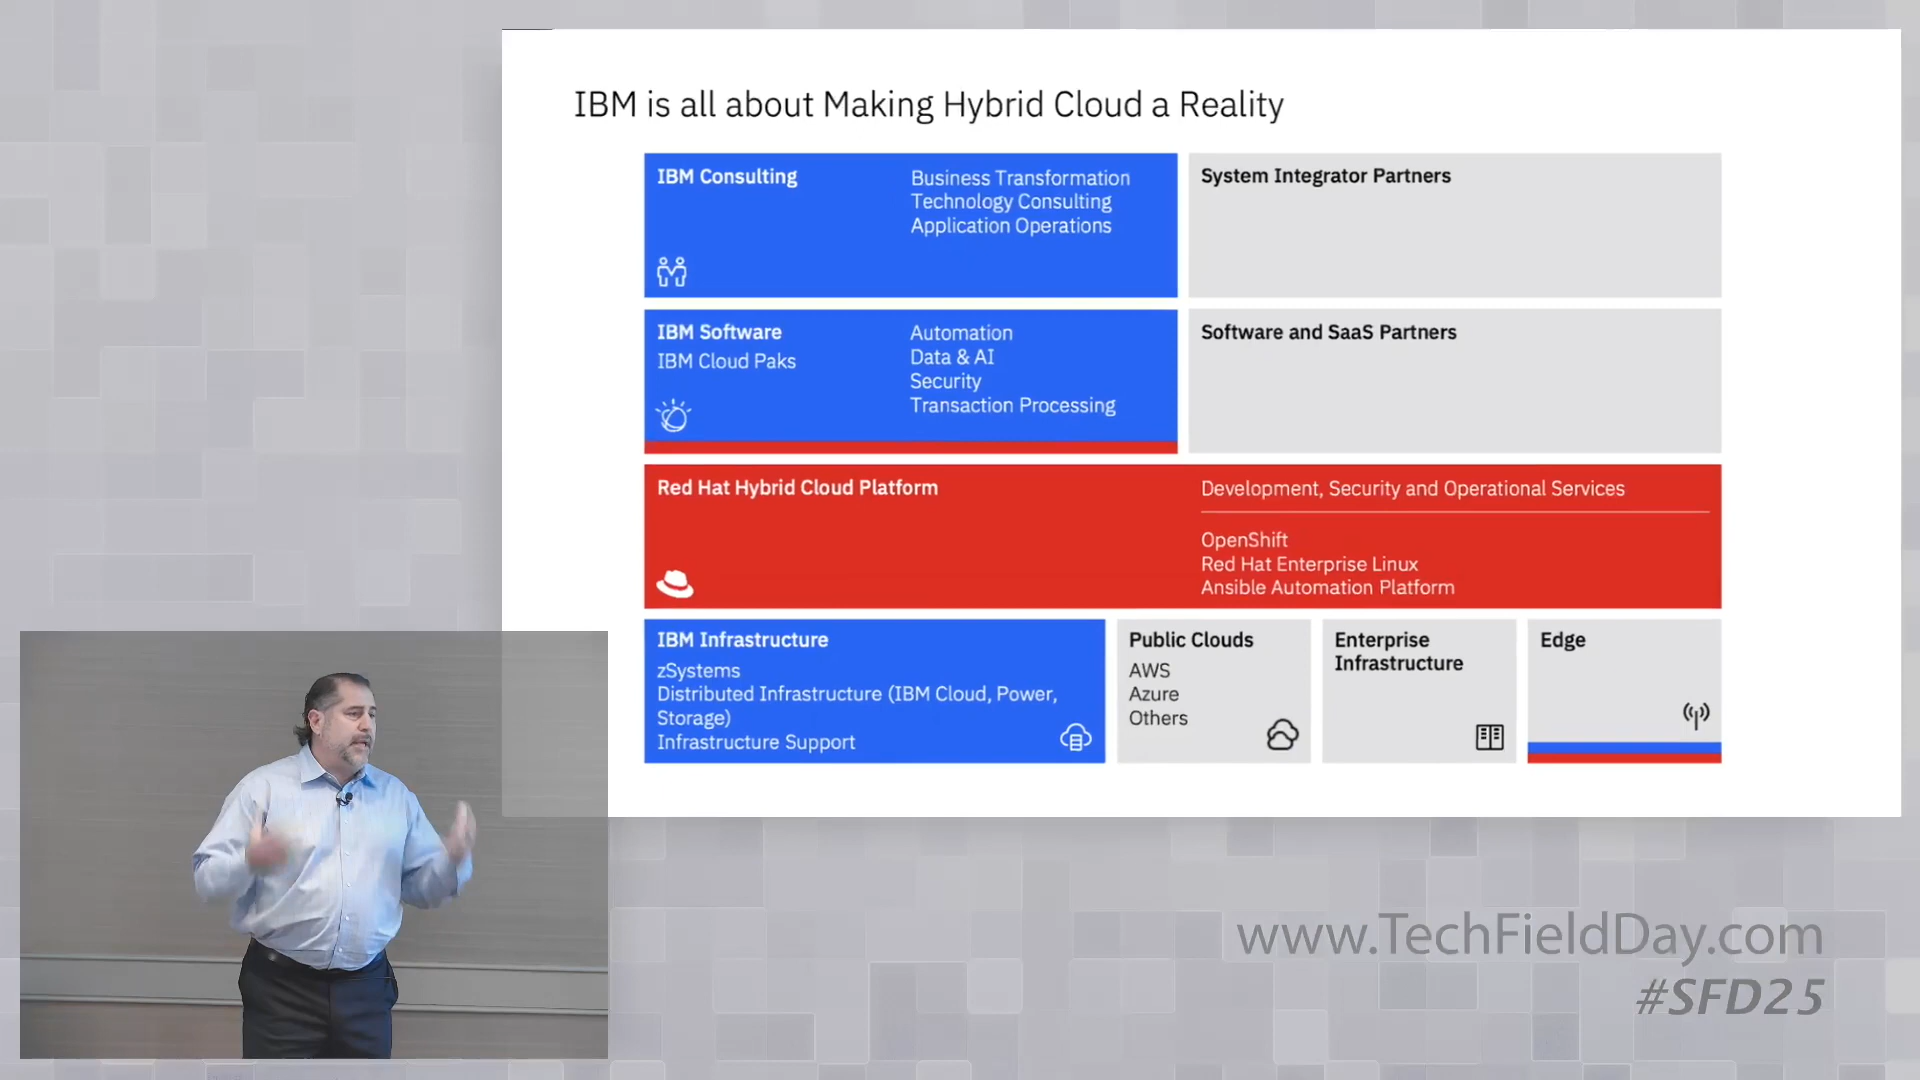 IBM is all about Making Hybrid Cloud a Reality
IBM Consulting
Business Transformation
Technology Consulting
Application Operations
System Integrator Partners
IBM Software
IBM Cloud Paks
Automation
Data & AI
Security
Transaction Processing
Software and SaaS Partners
Red Hat Hybrid Cloud Platform
Development, Security and Operational Services
OpenShift
Red Hat Enterprise Linux
Ansible Automation Platform
IBM Infrastructure
zSystems
Distributed Infrastructure (IBM Cloud, Power,
Storage)
Infrastructure Support
Public Clouds
AWS
Azure
Others
Enterprise
Infrastructure
Edge
www.TechFieldDay.com
#SFD25